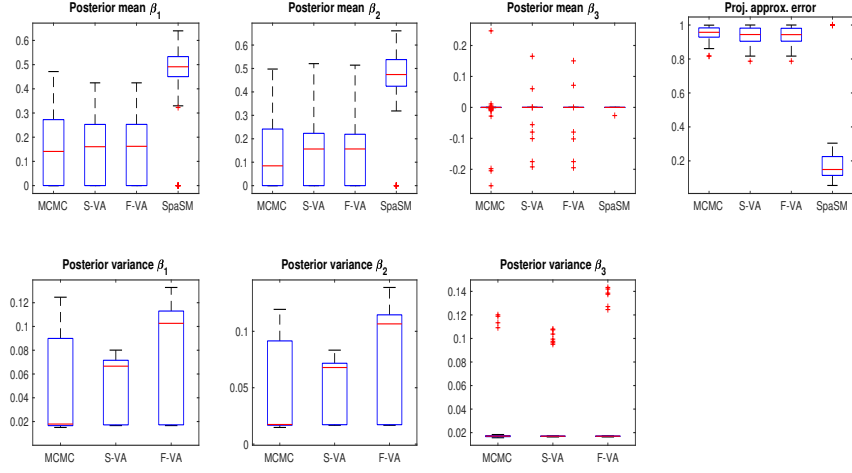 Posterior mean β1
0.6
0.5
0.4
0.3
0.2
0.1
0
MCMC S-VA F-VA SpaSM
Posterior mean β2
0.6
0.5
0.4
0.3
0.2
0.1
0
MCMC S-VA F-VA SpaSM
Posterior mean β3
0.2
0.1
0
-0.1
-0.2
MCMC S-VA F-VA SpaSM
Proj. approx. error
1
0.8
0.6
0.4
0.2
MCMC S-VA F-VA SpaSM
Posterior variance β1
0.12
0.1
0.08
0.06
0.04
0.02
MCMC S-VA F-VA
Posterior variance β2
0.1
0.05
0
MCMC S-VA F-VA
Posterior variance β3
0.14
0.12
0.1
0.08
0.06
0.04
0.02
MCMC S-VA F-VA